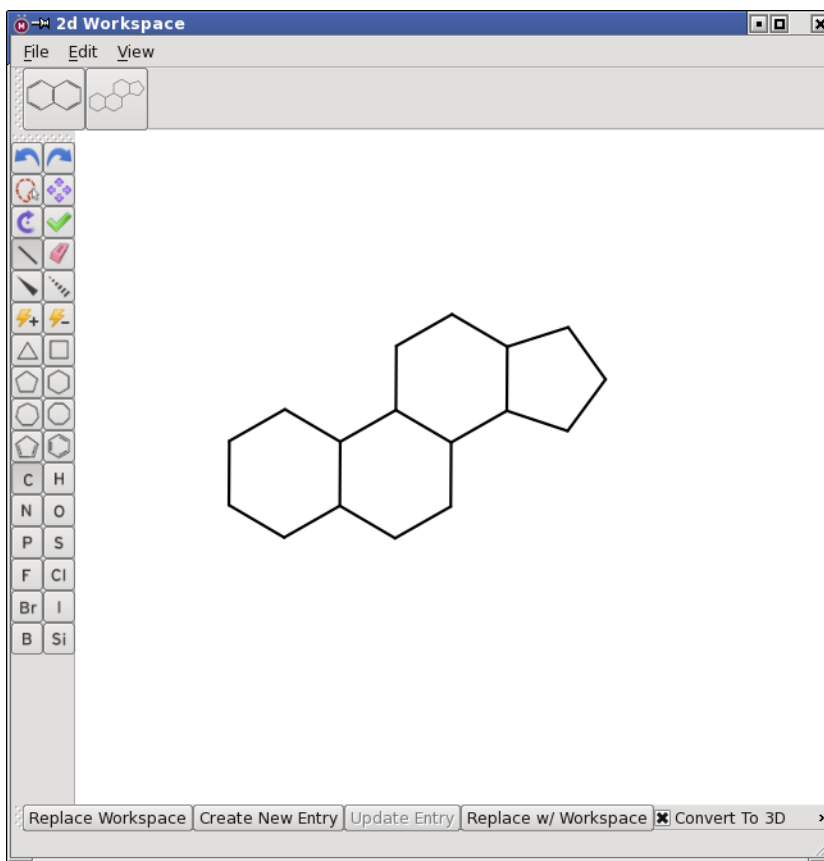 2d Workspace
File Edit View
C H
N O
P S
F Cl
Br I
B Si
Replace Workspace Create New Entry Update Entry Replace w/ Workspace Convert To 3D